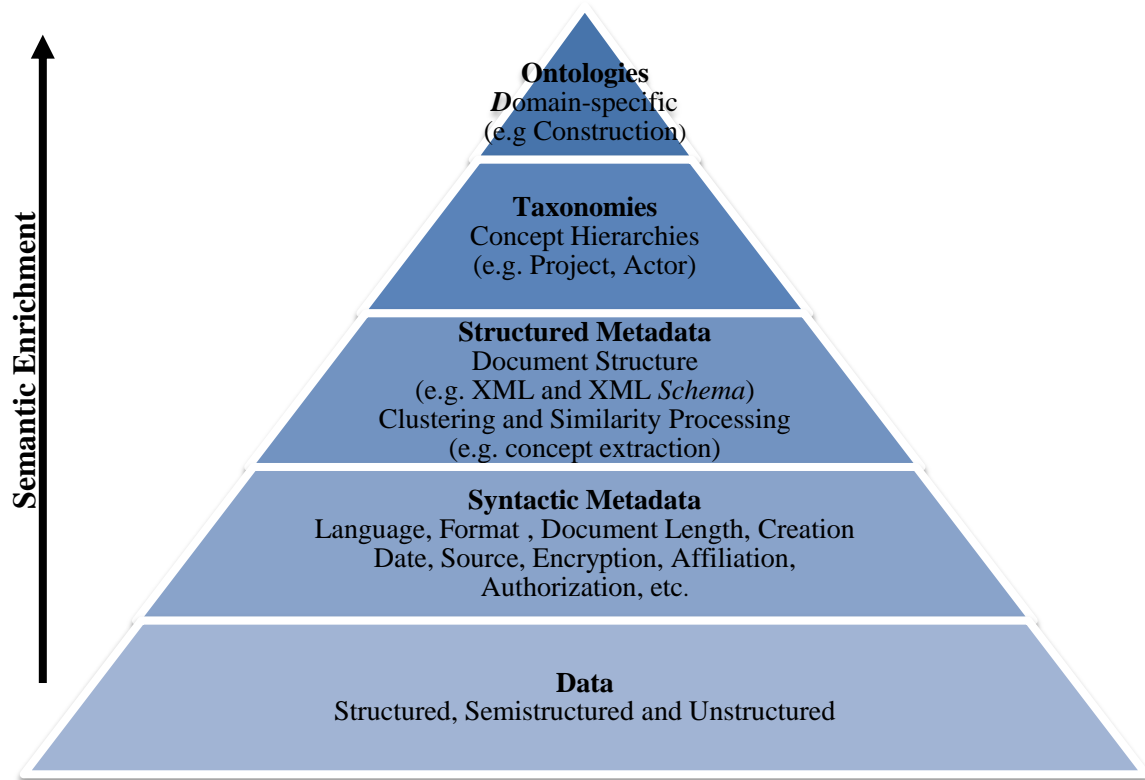 Semantic Enrichment
Ontologies
Domain-specific
(e.g Construction)
Taxonomies
Concept Hierarchies
(e.g. Project, Actor)
Structured Metadata
Document Structure
(e.g. XML and XML Schema)
Clustering and Similarity Processing
(e.g. concept extraction)
Syntactic Metadata
Language, Format , Document Length, Creation
Date, Source, Encryption, Affiliation,
Authorization, etc.
Data
Structured, Semistructured and Unstructured